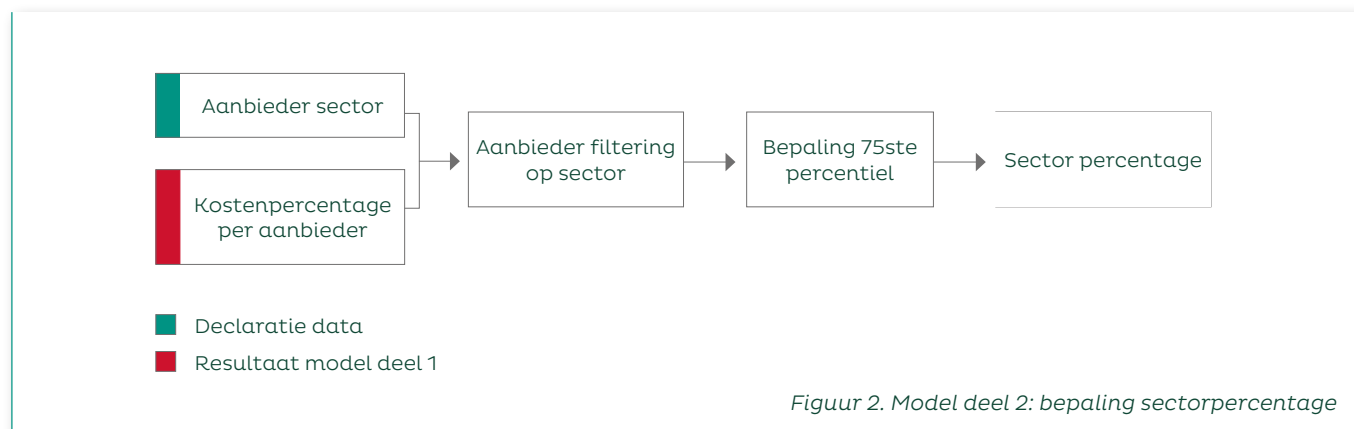 Aanbieder sector
Kostenpercentage
per aanbieder
Aanbieder filtering
op sector
Bepaling 75ste
percentiel
Sector percentage
Declaratie data
Resultaat model deel 1
Figuur 2. Model deel 2: bepaling sectorpercentage